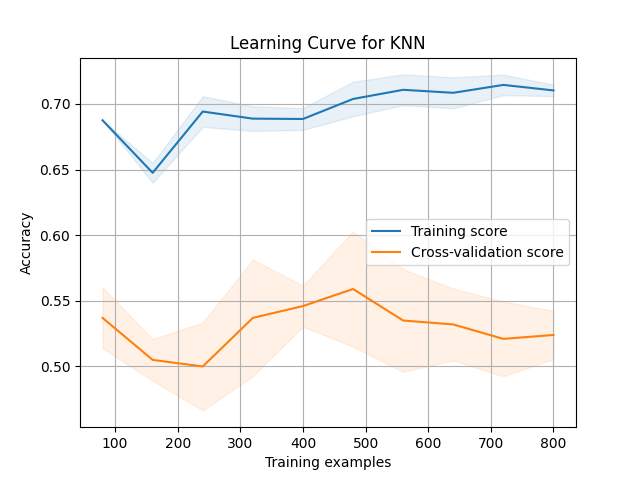 Learning Curve for KNN
0.70
0.65
0.60
0.55
0.50
Accuracy
Training score
Cross-validation score
100 200 300 400 500 600 700 800
Training examples